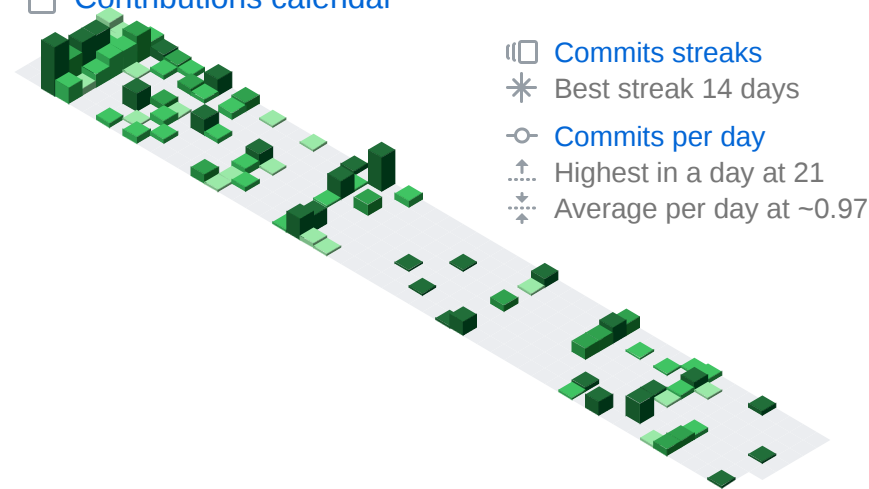 Contributions calendar
Commits streaks
Best streak 14 days
Commits per day
Highest in a day at 21
Average per day at ~0.97